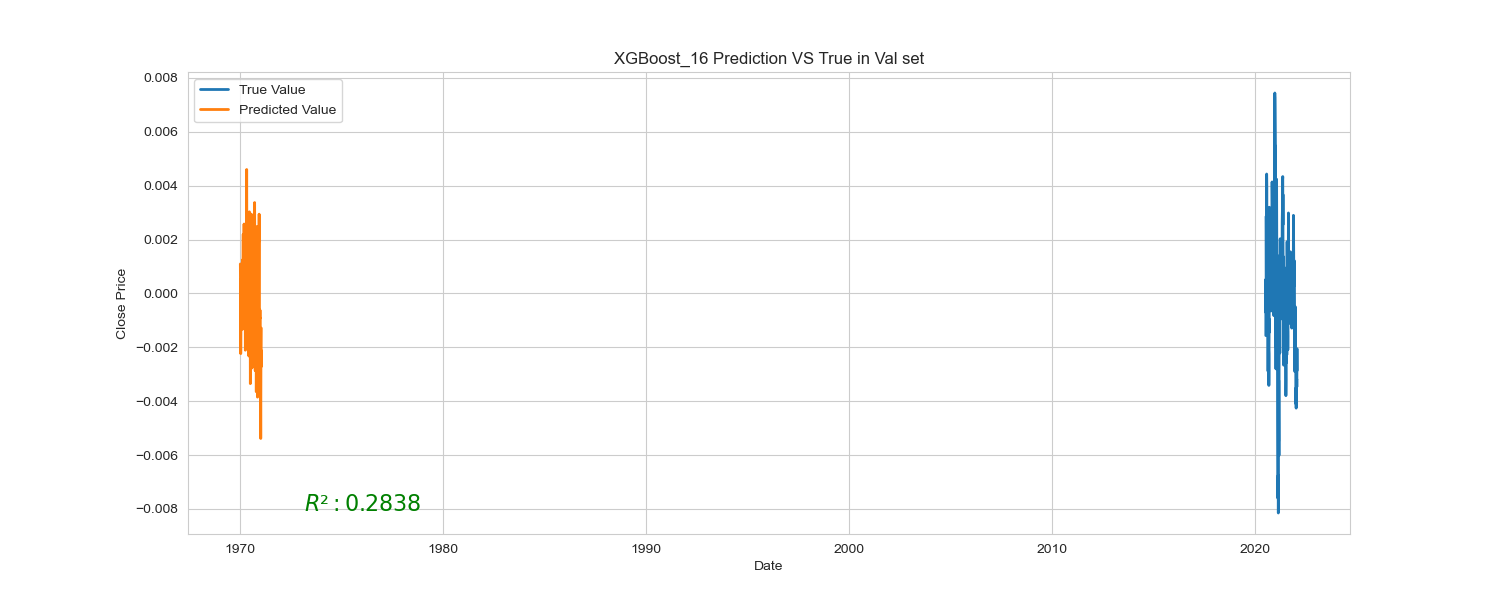 XGBoost_16 Prediction VS True in Val set
True Value
Predicted Value
0.008
0.006
0.004
0.002
0.000
−0.002
−0.004
−0.006
−0.008
Close Price
R² : 0.2838
1970 1980 1990 2000 2010 2020
Date